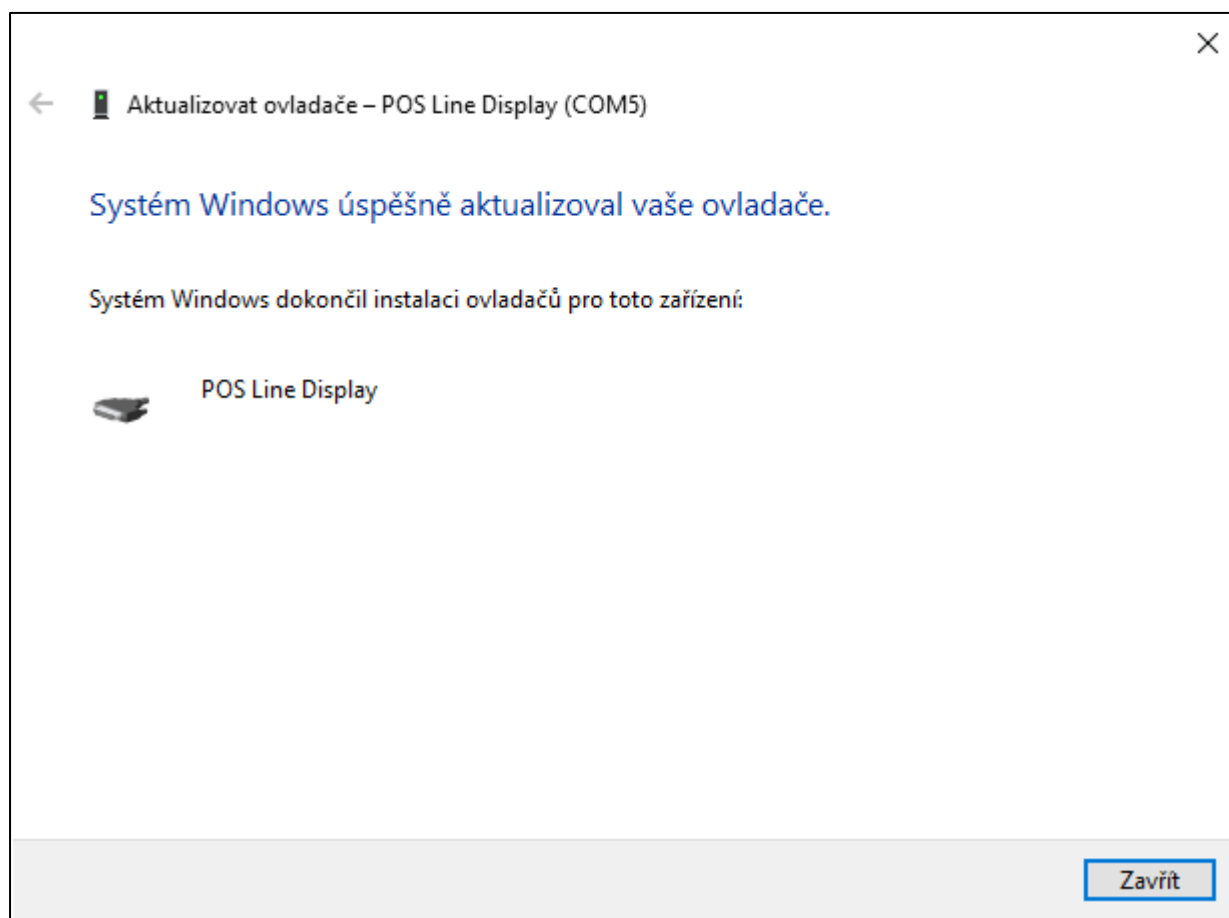 Aktualizovat ovladače – POS Line Display (COM5)
Systém Windows úspěšně aktualizoval vaše ovladače.
Systém Windows dokončil instalaci ovladačů pro toto zařízení:
POS Line Display
Zavřít